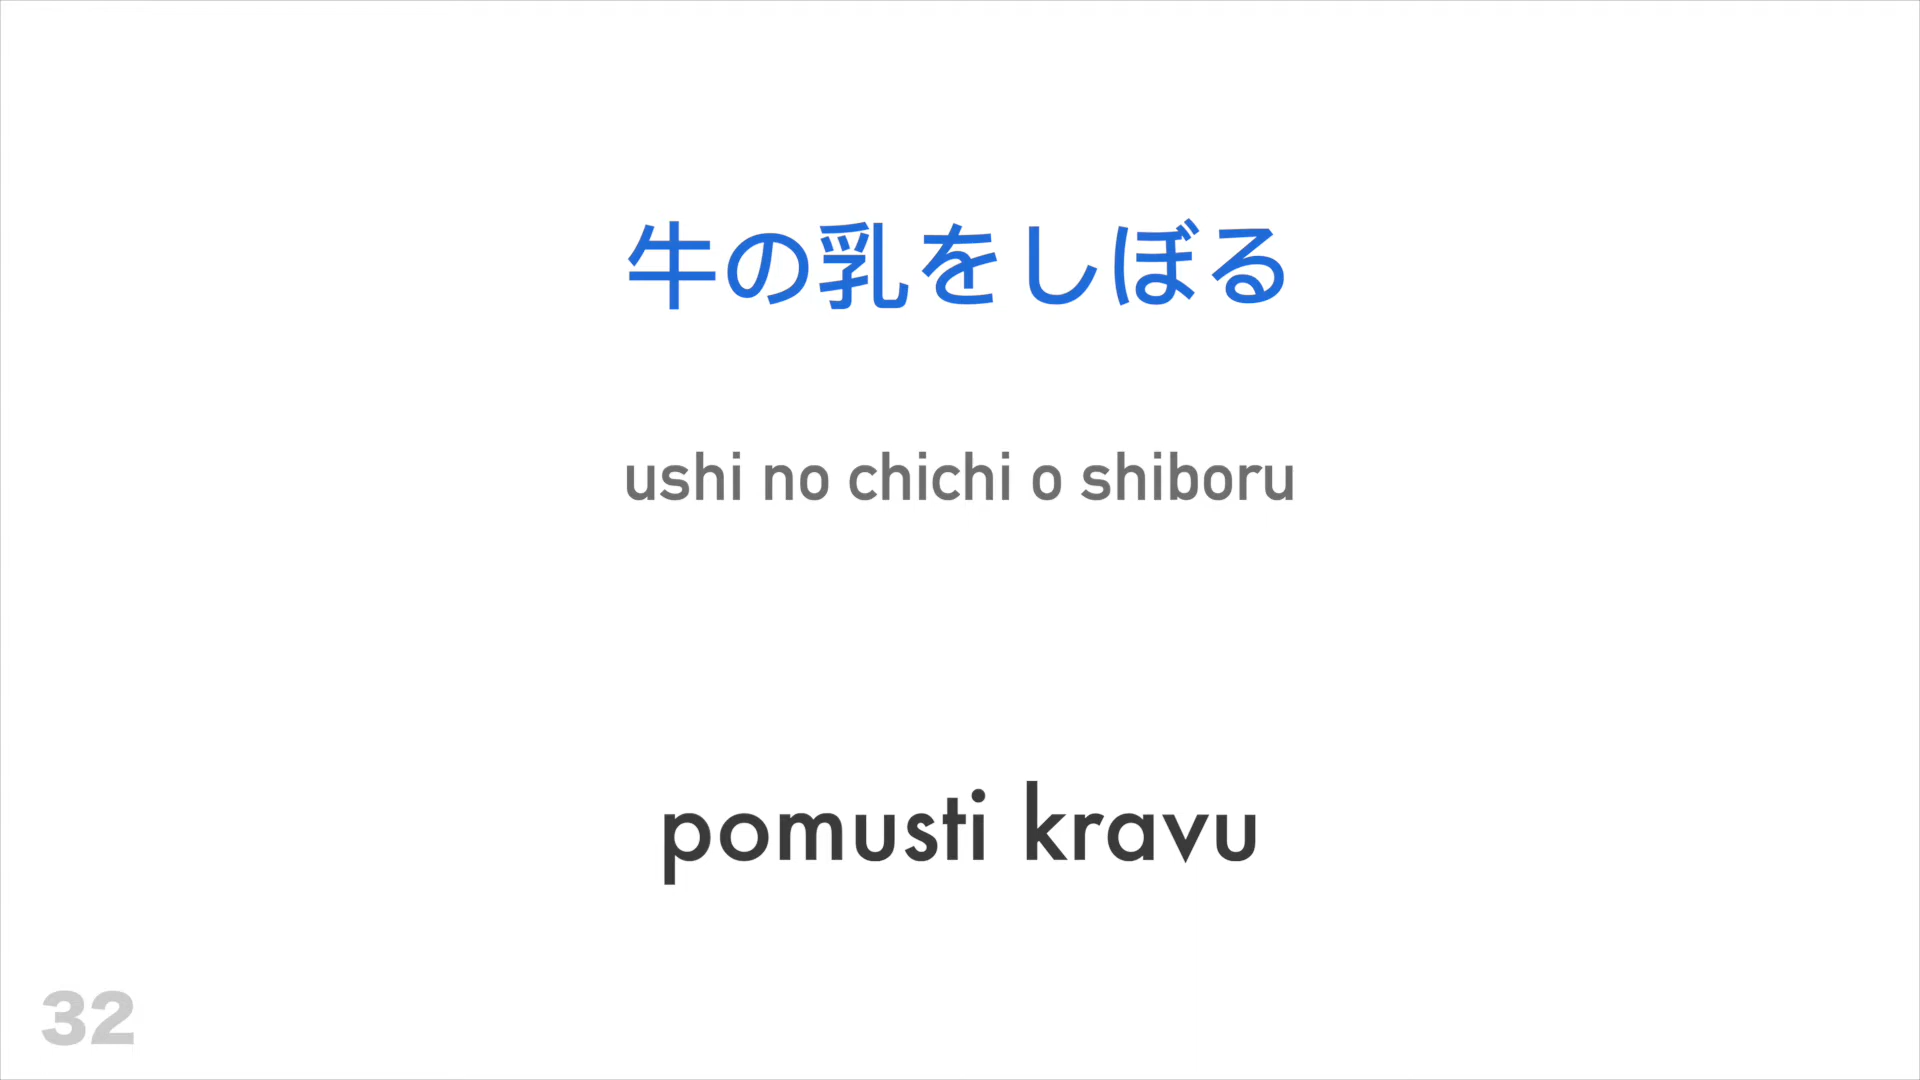 牛の乳をしぼる
ushi no chichi o shiboru
pomusti kravu
32